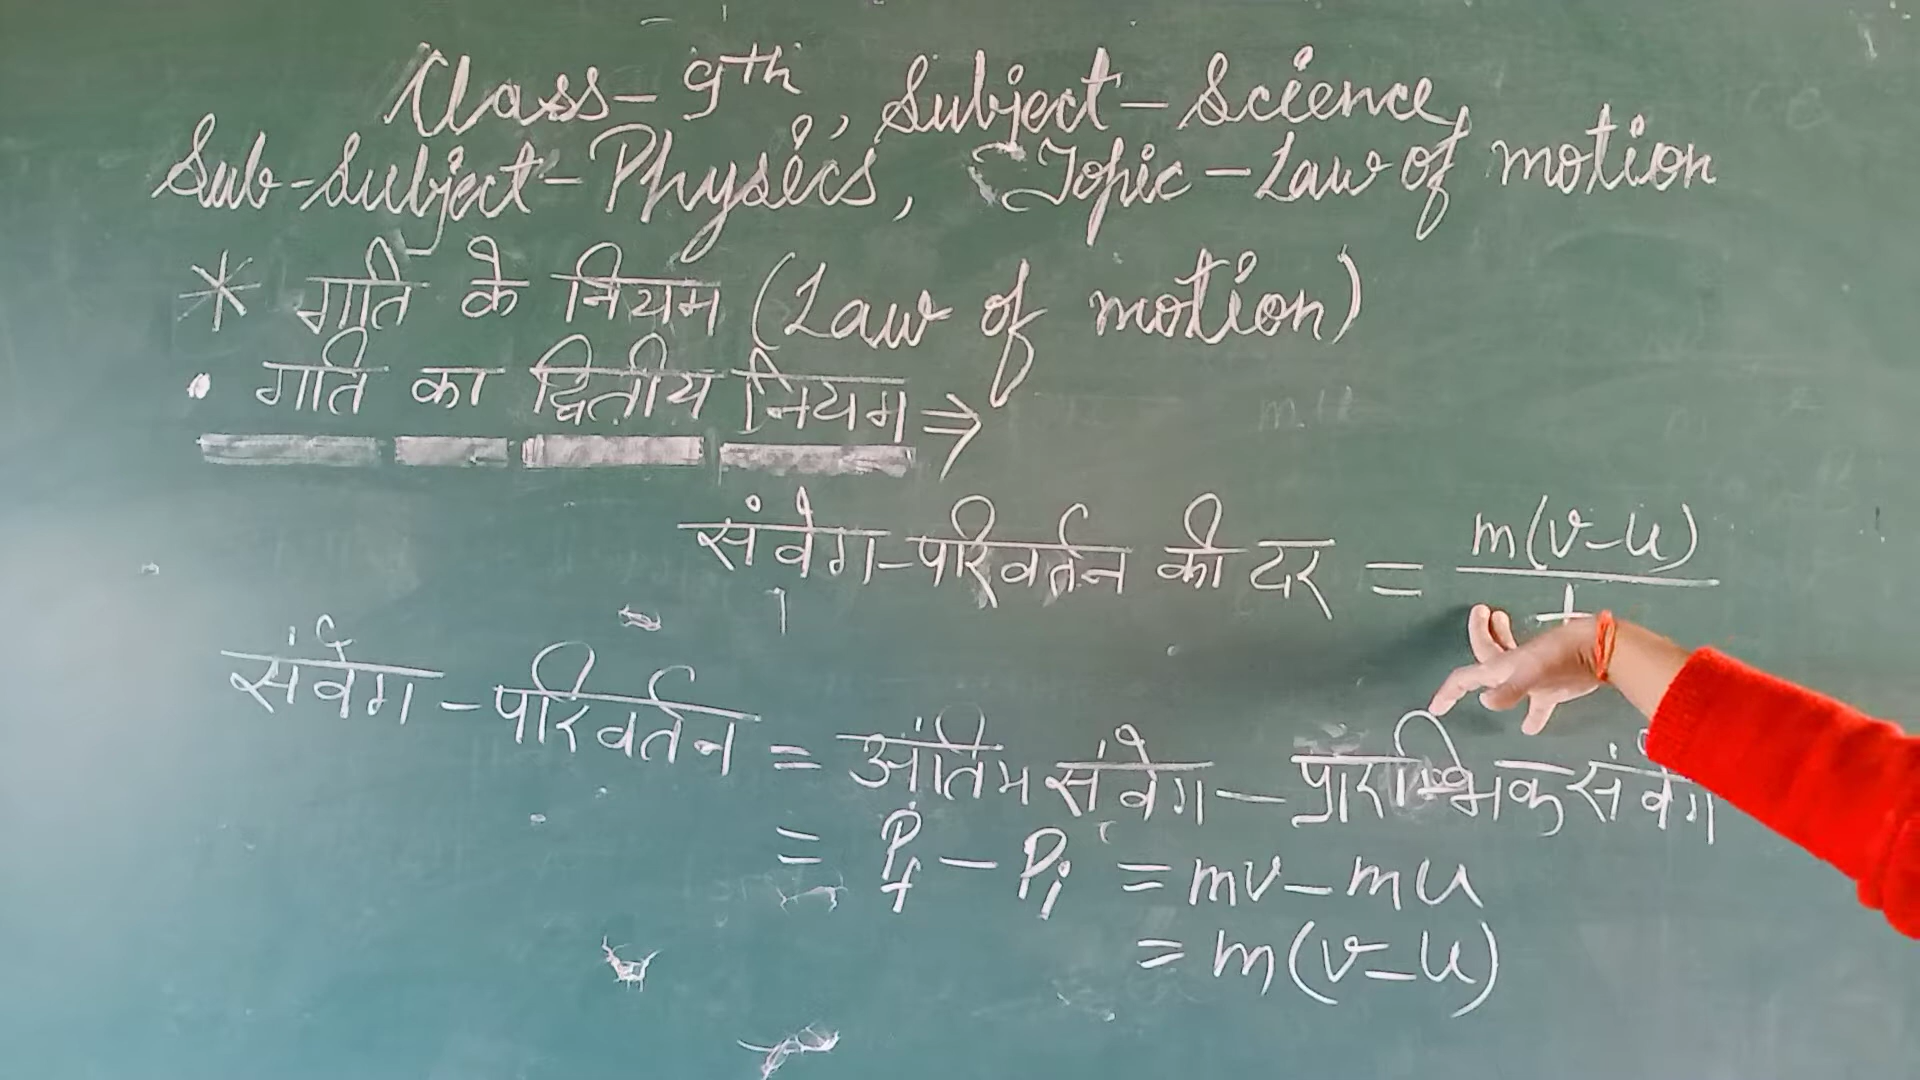 Class-9th, Subject-Science,
Sub-Subject-Physics, Topic-Law of motion
* गति के नियम (Law of motion)
• गति का द्वितीय नियम ⇒
संवेग-परिवर्तन की दर = m(v-u)/t
संवेग-परिवर्तन = अंतिम संवेग - प्रारम्भिक संवेग
= Pf - Pi = mv - mu
= m(v-u)